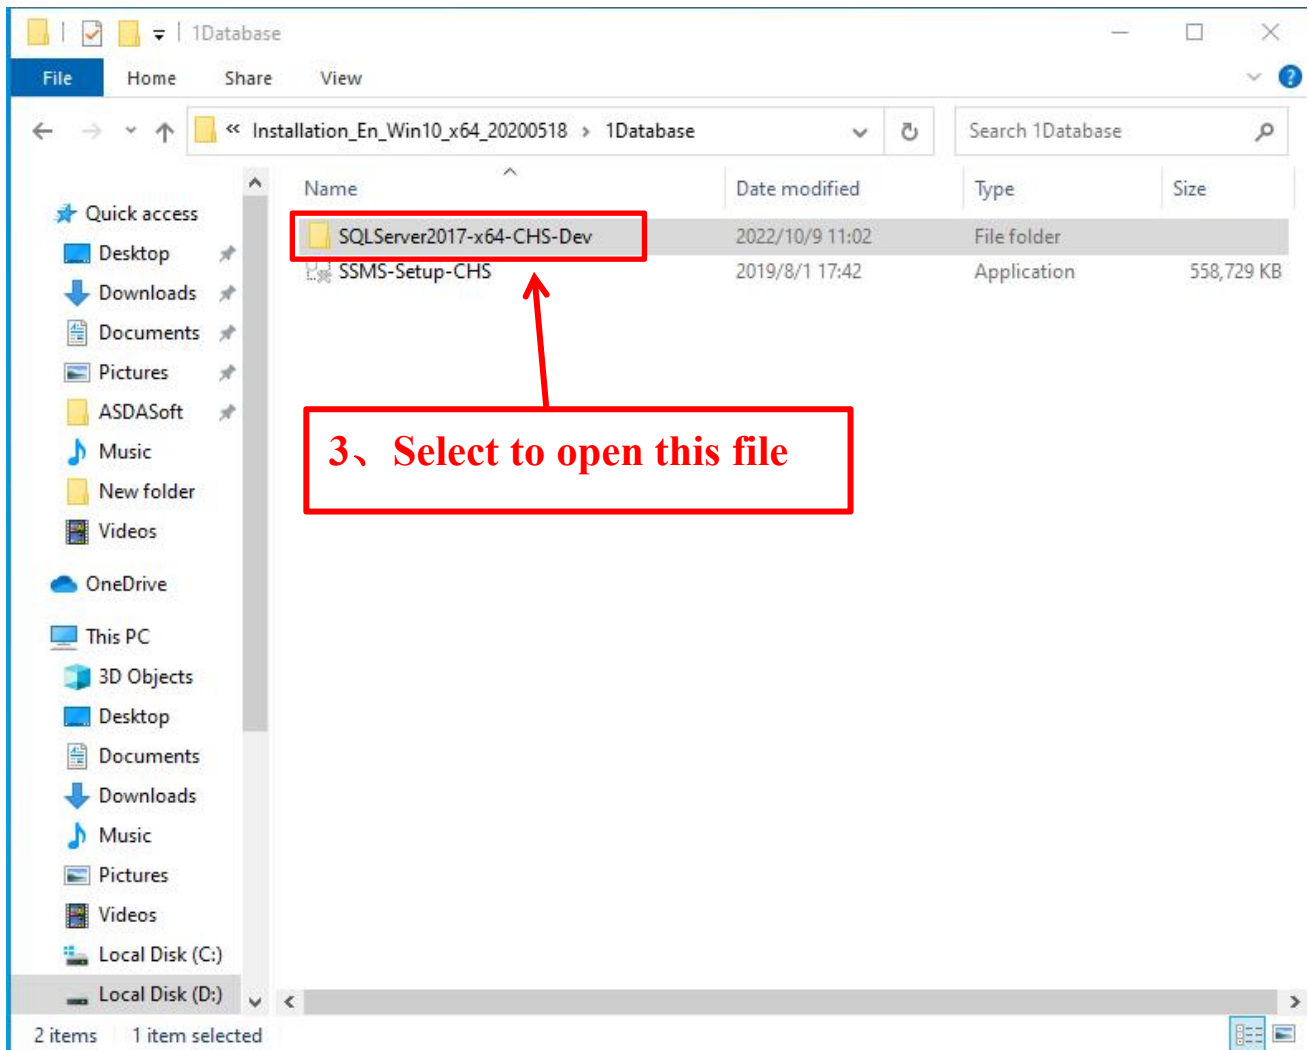 1Database
File Home Share View
« Installation_En_Win10_x64_20200518 › 1Database Search 1Database
Name Date modified Type Size
Quick access
SQLServer2017-x64-CHS-Dev 2022/10/9 11:02 File folder
Desktop
SSMS-Setup-CHS 2019/8/1 17:42 Application 558,729 KB
Downloads
Documents
Pictures
ASDASoft
3、Select to open this file
Music
New folder
Videos
OneDrive
This PC
3D Objects
Desktop
Documents
Downloads
Music
Pictures
Videos
Local Disk (C:)
Local Disk (D:)
2 items 1 item selected